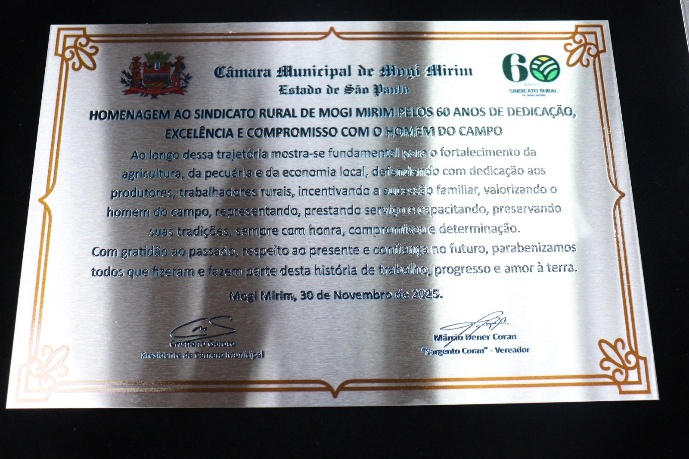 Câmara Municipal de Mogi Mirim
Estado de São Paulo
60
SINDICATO RURAL
HOMENAGEM AO SINDICATO RURAL DE MOGI MIRIM PELOS 60 ANOS DE DEDICAÇÃO,
EXCELÊNCIA E COMPROMISSO COM O HOMEM DO CAMPO
Ao longo dessa trajetória mostra-se fundamental para o fortalecimento da
agricultura, da pecuária e da economia local, defendendo com dedicação aos
produtores, trabalhadores rurais, incentivando a sucessão familiar, valorizando o
homem do campo, representando, prestando serviço e capacitando, preservando
suas tradições, sempre com honra, compromisso e determinação.
Com gratidão ao passado, respeito ao presente e confiança no futuro, parabenizamos
todos que fizeram e fazem parte desta história de trabalho, progresso e amor à terra.
Mogi Mirim, 30 de Novembro de 2025.
Cristiano Gaioto
Presidente da Câmara Municipal
Márcio Dener Coran
"Sargento Coran" - Vereador